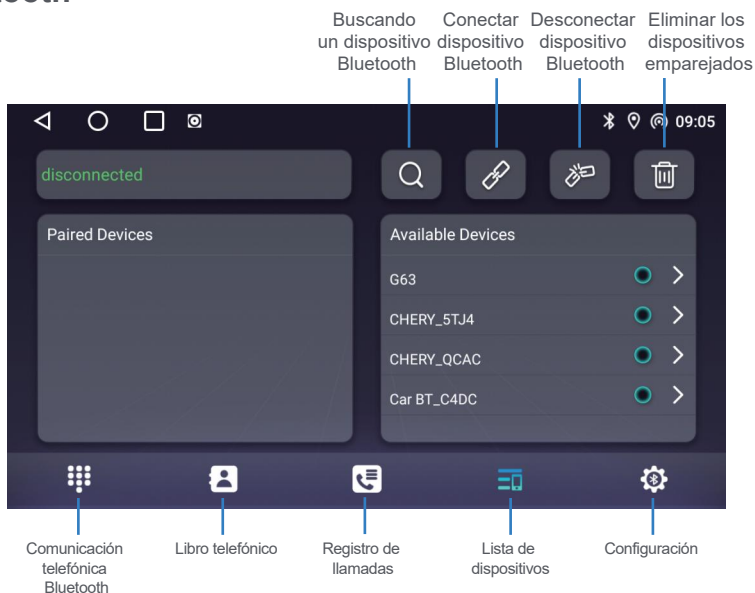 Buscando
un dispositivo
Bluetooth
Conectar
dispositivo
Bluetooth
Desconectar
dispositivo
Bluetooth
Eliminar los
dispositivos
emparejados
09:05
disconnected
Paired Devices
Available Devices
G63
CHERY_5TJ4
CHERY_QCAC
Car BT_C4DC
Comunicación
telefónica
Bluetooth
Libro telefónico
Registro de
llamadas
Lista de
dispositivos
Configuración